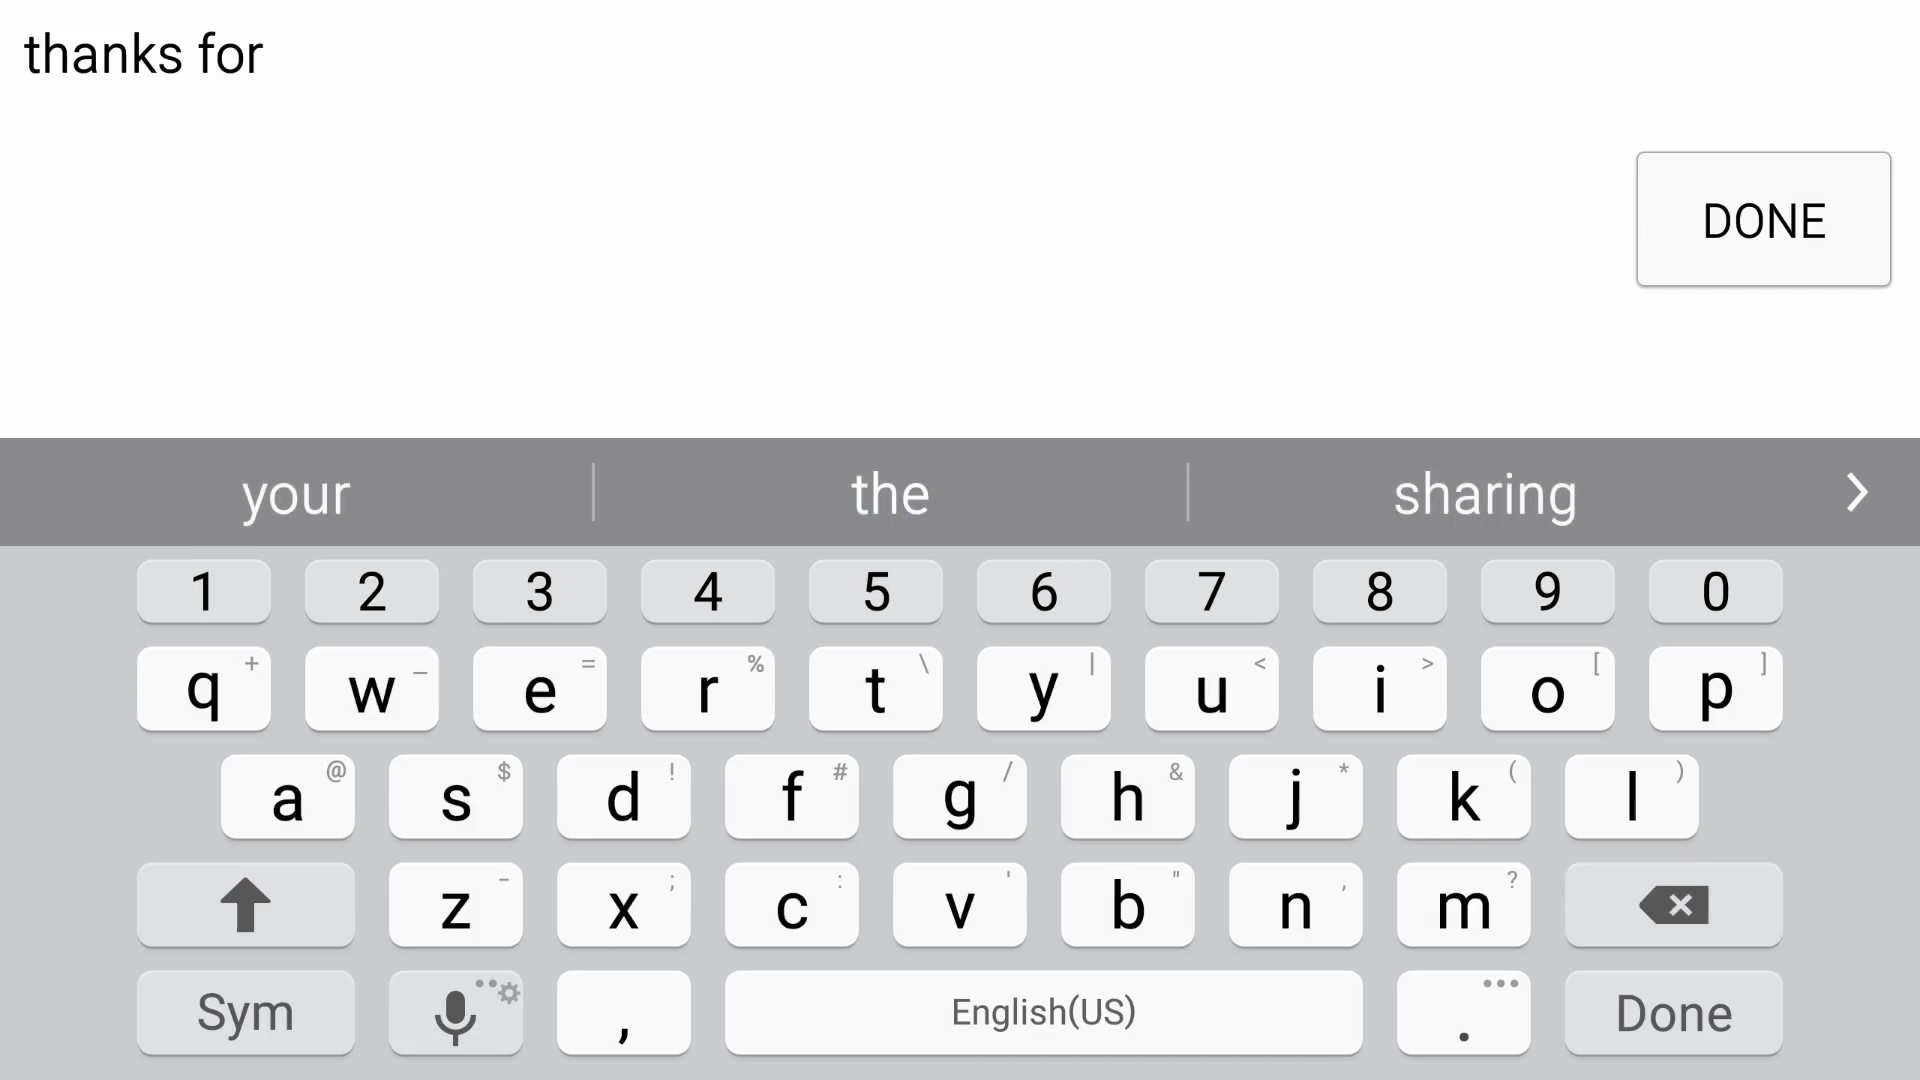 thanks for
DONE
your the sharing
1 2 3 4 5 6 7 8 9 0
q + w _ e = r % t \ y | u < i > o [ p ]
a @ s $ d ! f # g / h & j * k ( l )
z - x ; c : v ' b " n , m ?
Sym , English(US) . Done